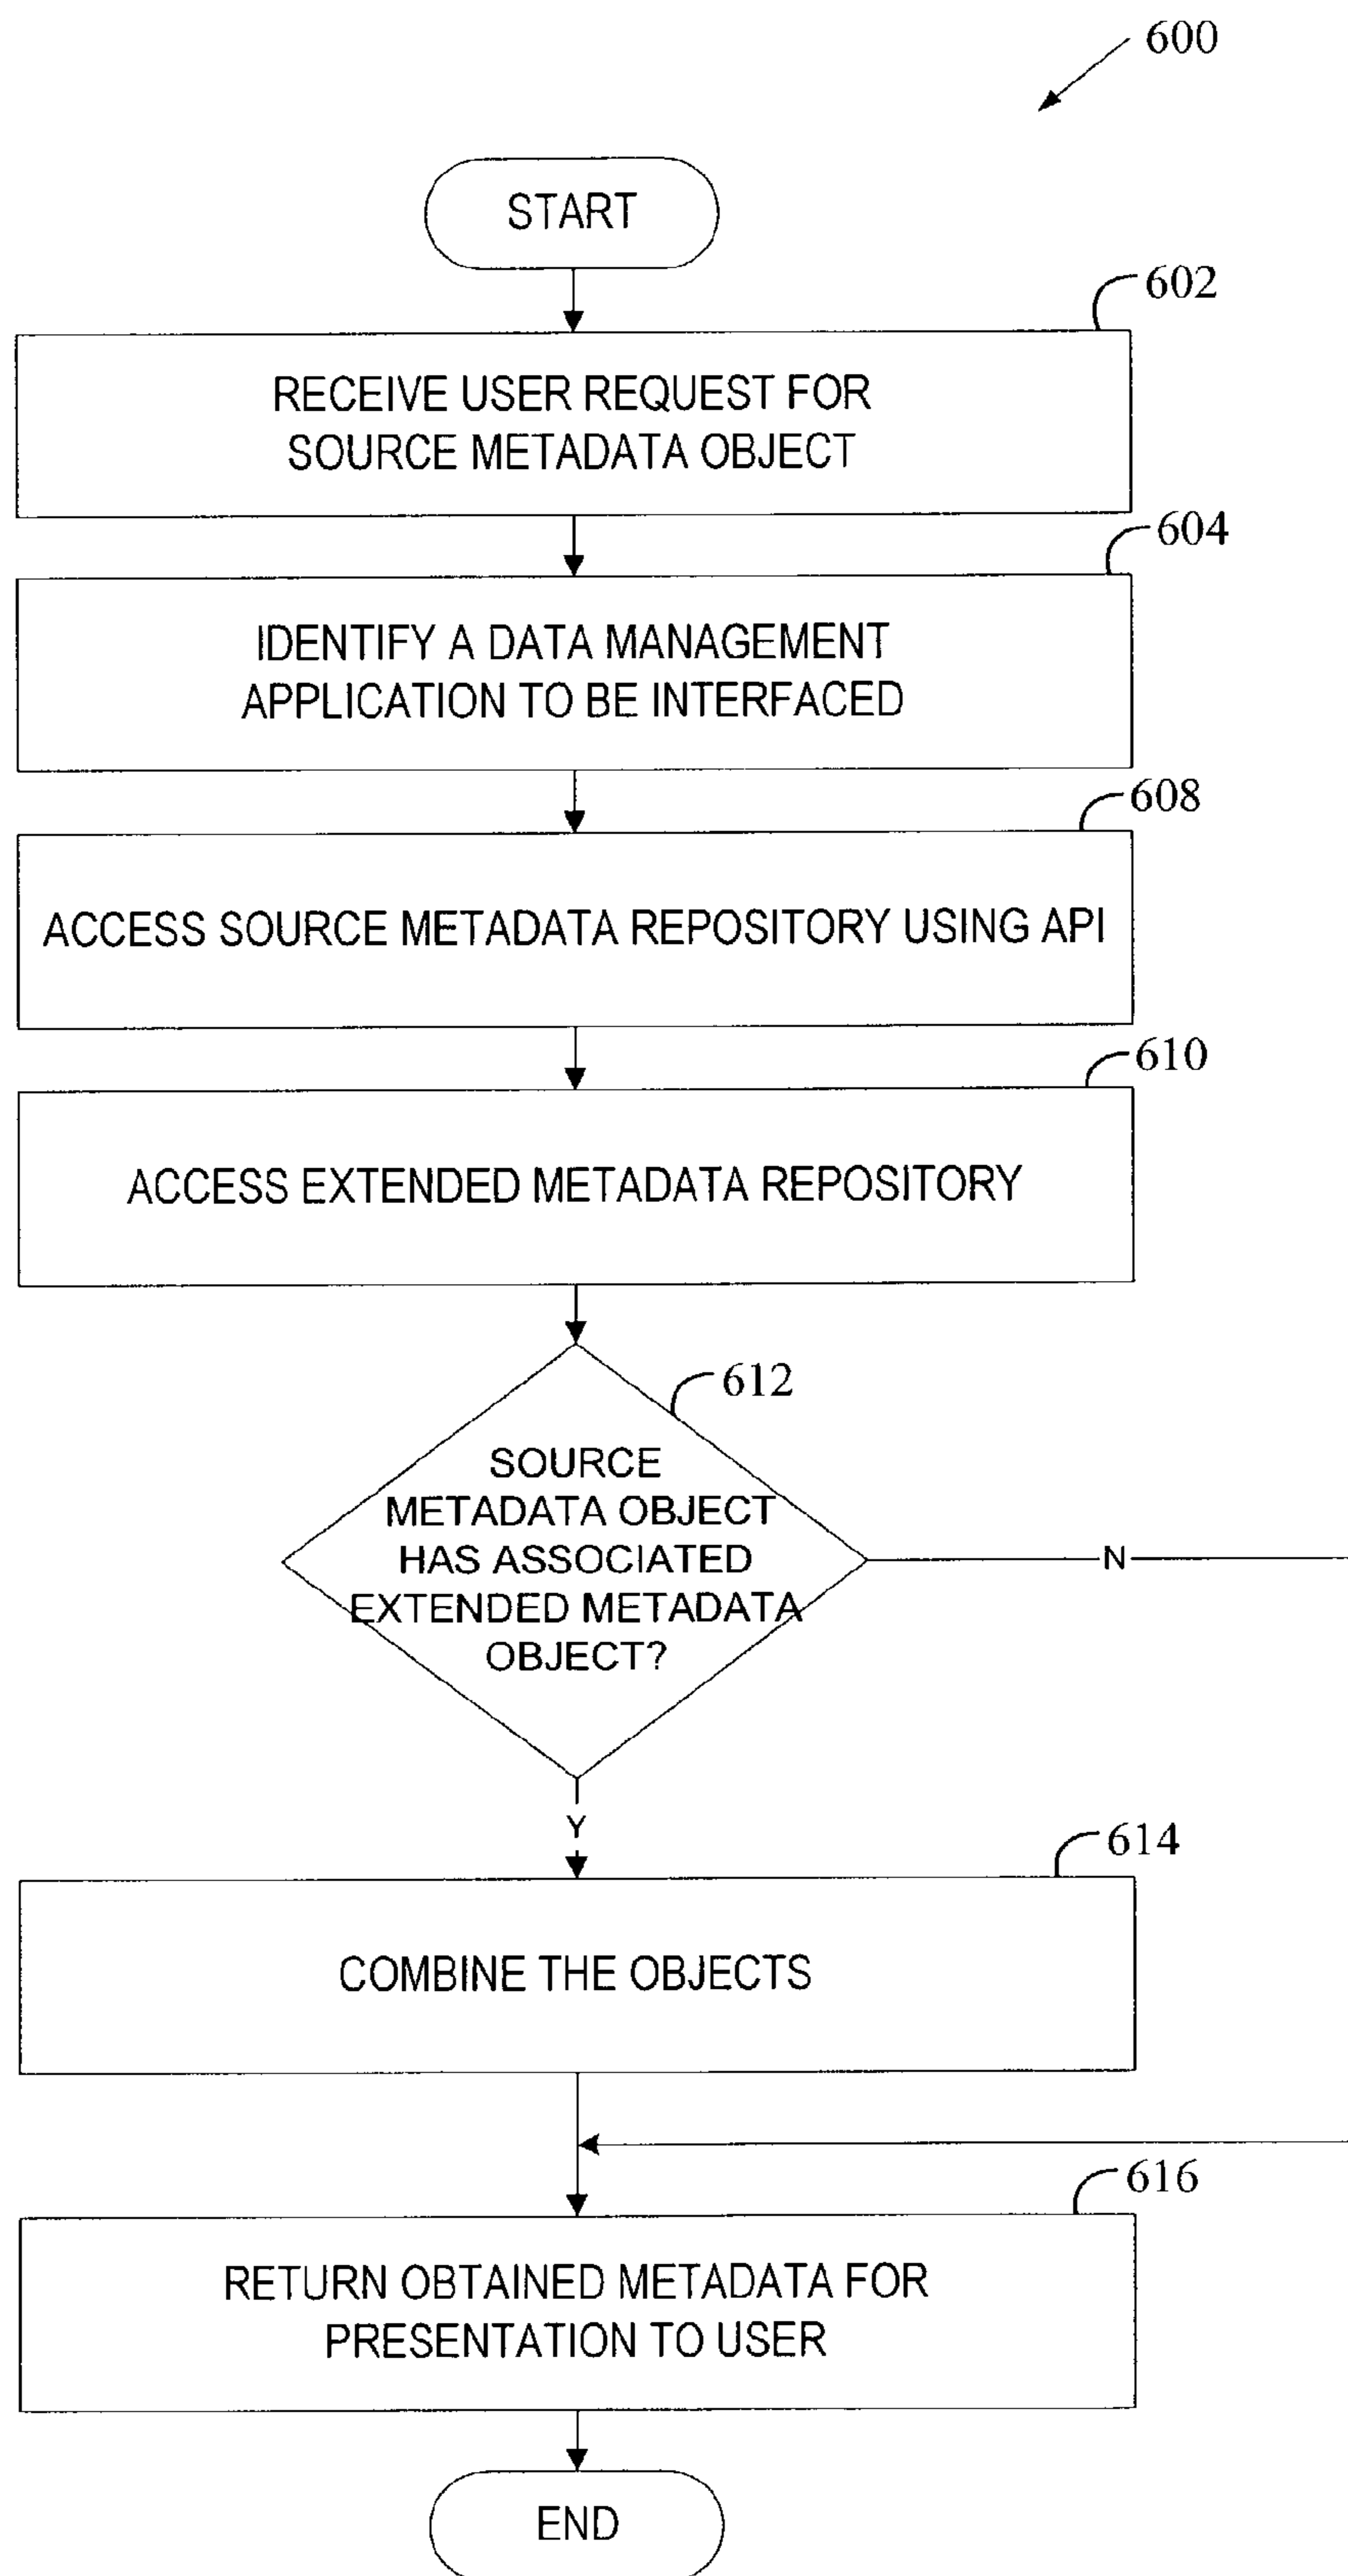 600
START
602
RECEIVE USER REQUEST FOR
SOURCE METADATA OBJECT
604
IDENTIFY A DATA MANAGEMENT
APPLICATION TO BE INTERFACED
608
ACCESS SOURCE METADATA REPOSITORY USING API
610
ACCESS EXTENDED METADATA REPOSITORY
612
SOURCE
METADATA OBJECT
HAS ASSOCIATED
EXTENDED METADATA
OBJECT?
N
Y
614
COMBINE THE OBJECTS
616
RETURN OBTAINED METADATA FOR
PRESENTATION TO USER
END